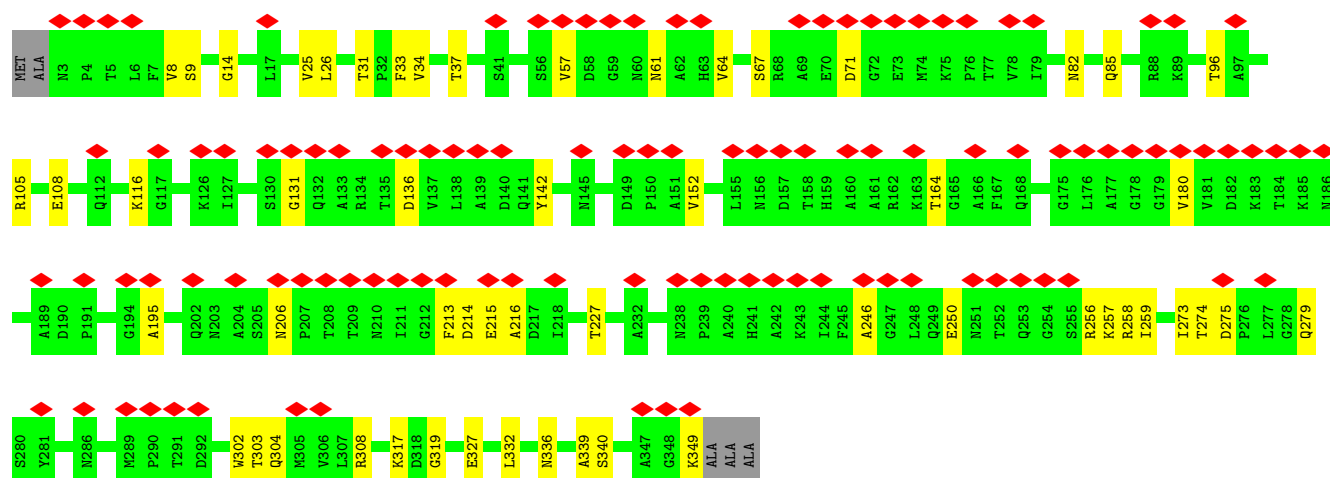 MET ALA N3 P4 T5 L6 F7 V8 S9 G14 L17 V25 L26 T31 P32 F33 V34 T37 S41 S56 V57 D58 G59 N60 N61 A62 H63 V64 S67 R68 A69 E70 D71 G72 E73 M74 K75 P76 T77 V78 I79 N82 Q85 R88 K89 T96 A97
R105 E108 Q112 K116 G117 K126 I127 S130 G131 Q132 A133 R134 T135 D136 V137 L138 A139 D140 Q141 Y142 N145 D149 P150 A151 V152 L155 N156 D157 T158 H159 A160 A161 R162 K163 T164 G165 A166 F167 Q168 G175 L176 A177 G178 G179 V180 V181 D182 K183 T184 K185 N186
A189 D190 P191 G194 A195 Q202 N203 A204 S205 N206 P207 T208 T209 N210 I211 G212 F213 D214 E215 A216 D217 I218 T227 A232 N238 P239 A240 H241 A242 K243 I244 F245 A246 G247 L248 Q249 E250 N251 T252 Q253 G254 S255 R256 K257 R258 I259 I273 T274 D275 P276 L277 G278 Q279
S280 Y281 N286 M289 P290 T291 D292 W302 T303 Q304 M305 V306 L307 R308 K317 D318 G319 E327 L332 N336 A339 S340 A347 G348 K349 ALA ALA ALA